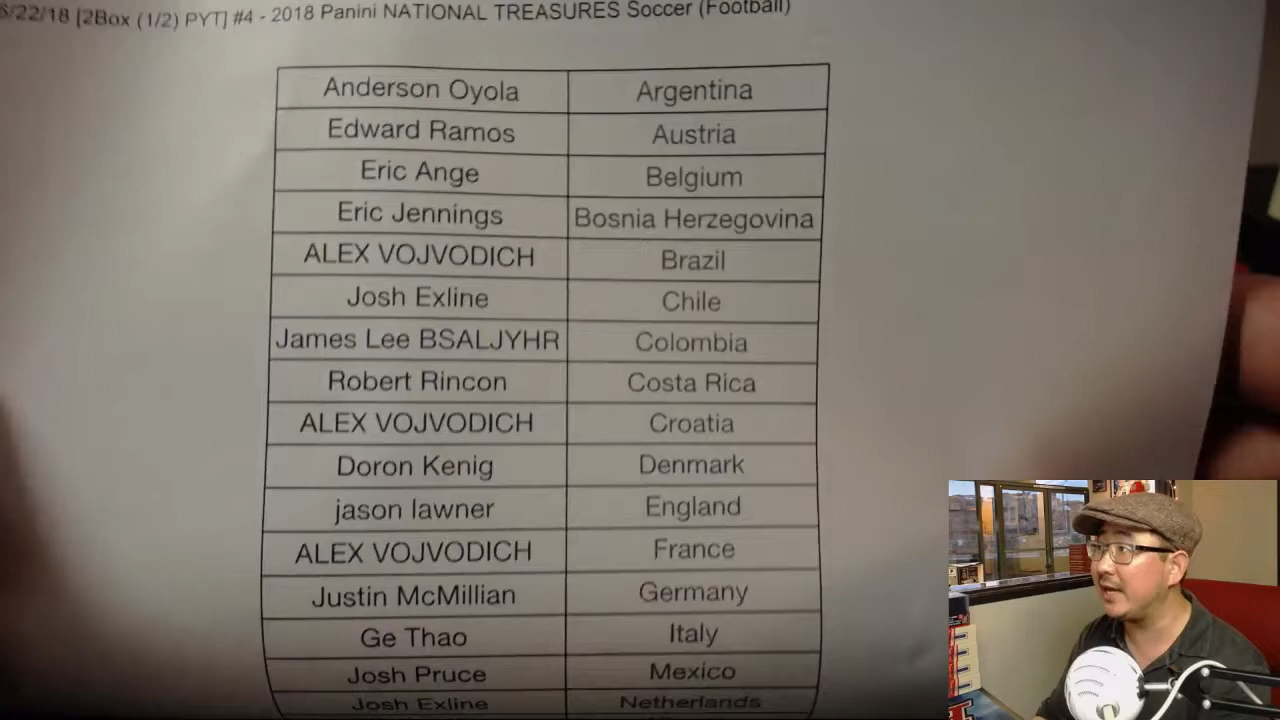 /22/18 [2Box (1/2) PYT] #4 - 2018 Panini NATIONAL TREASURES Soccer (Football)
Anderson Oyola Argentina
Edward Ramos Austria
Eric Ange Belgium
Eric Jennings Bosnia Herzegovina
ALEX VOJVODICH Brazil
Josh Exline Chile
James Lee BSALJYHR Colombia
Robert Rincon Costa Rica
ALEX VOJVODICH Croatia
Doron Kenig Denmark
jason lawner England
ALEX VOJVODICH France
Justin McMillian Germany
Ge Thao Italy
Josh Pruce Mexico
Josh Exline Netherlands